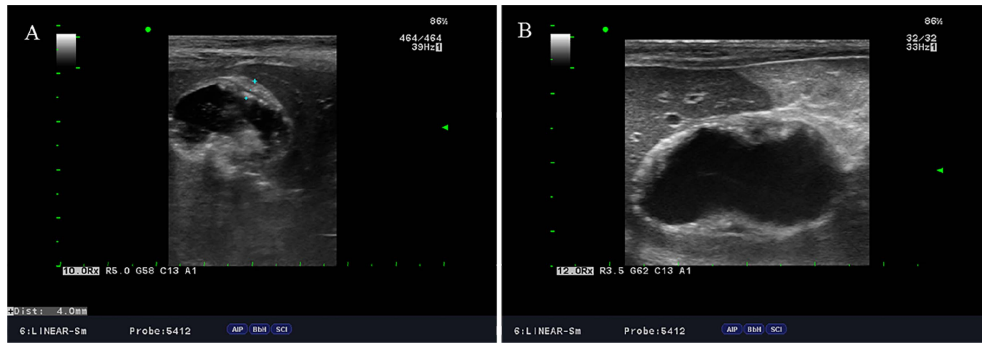 A
86%
464/464
39Hz1
10.0Rx R5.0 G58 C13 A1
+Dist: 4.0mm
6:LINEAR-Sm Probe:5412 AIP BbH SCI
B
86%
32/32
33Hz1
12.0Rx R3.5 G62 C13 A1
6:LINEAR-Sm Probe:5412 AIP BbH SCI